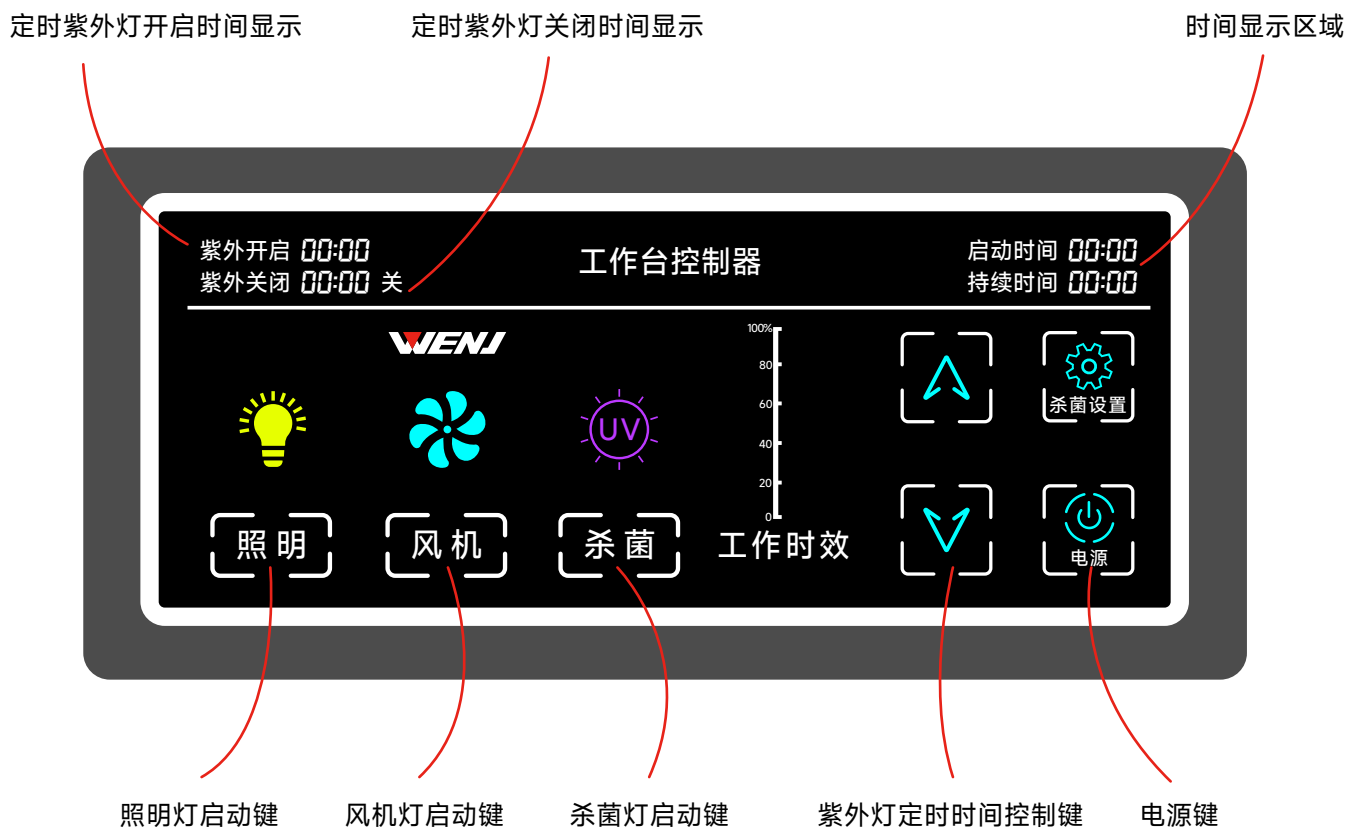 定时紫外灯开启时间显示
定时紫外灯关闭时间显示
时间显示区域
紫外开启 00:00
紫外关闭 00:00 关
工作台控制器
启动时间 00:00
持续时间 00:00
WENJ
100%
80
60
40
20
0
杀菌设置
UV
照明
风机
杀菌
工作时效
电源
照明灯启动键
风机灯启动键
杀菌灯启动键
紫外灯定时时间控制键
电源键